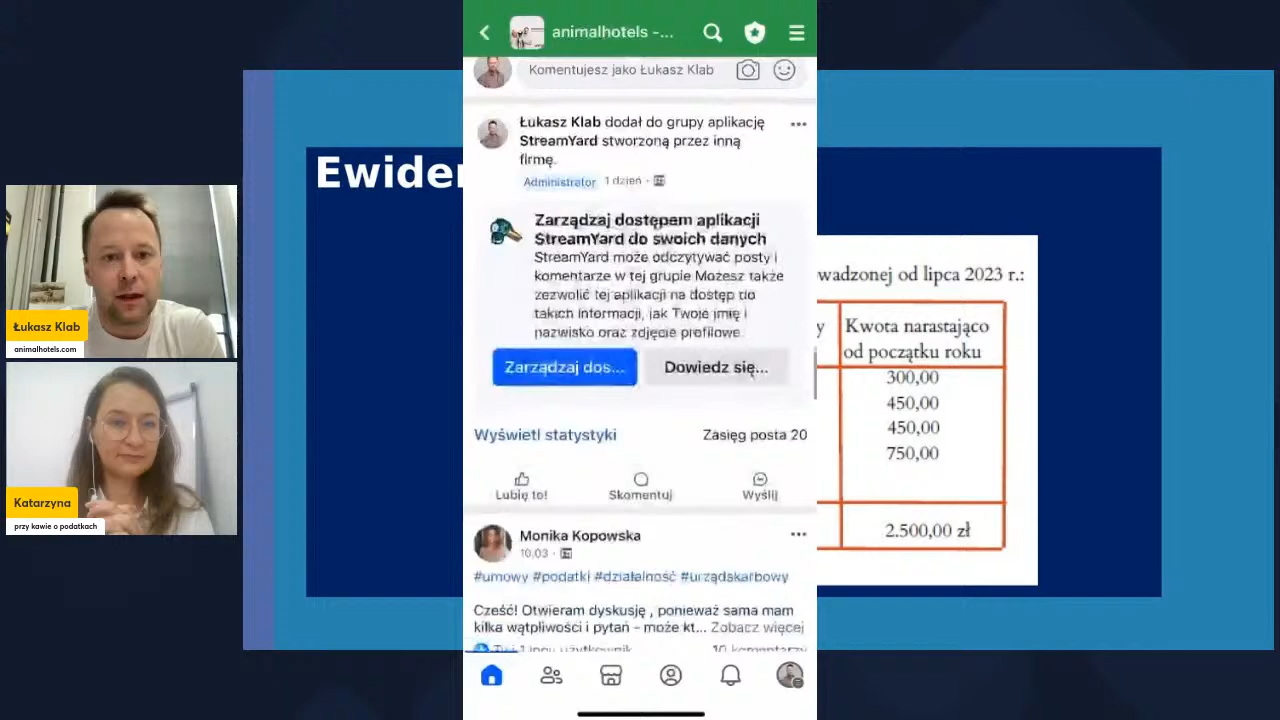 animalhotels -...
Komentujesz jako Łukasz Klab
Łukasz Klab dodał do grupy aplikację
StreamYard stworzoną przez inną
firmę.
Administrator 1 dzień ·
Zarządzaj dostępem aplikacji
StreamYard do swoich danych
StreamYard może odczytywać posty i
komentarze w tej grupie Możesz także
zezwolić tej aplikacji na dostęp do
takich informacji, jak Twoje imię i
nazwisko oraz zdjęcie profilowe.
Zarządzaj dos...
Dowiedz się...
Wyświetl statystyki
Zasięg posta 20
Lubię to!
Skomentuj
Wyślij
Monika Kopowska
10.03 ·
#umowy #podatki #działalność #urządskarbowy
Cześć! Otwieram dyskusję , ponieważ sama mam
kilka wątpliwości i pytań - może kt... Zobacz więcej
Ty i 1 inny użytkownik
10 komentarzy
Ewiden
wadzonej od lipca 2023 r.:
y
Kwota narastająco
od początku roku
300,00
450,00
450,00
750,00
2.500,00 zł
Łukasz Klab
animalhotels.com
Katarzyna
przy kawie o podatkach